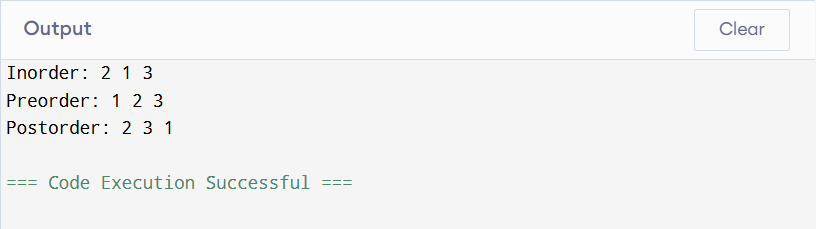 Output
Clear
Inorder: 2 1 3
Preorder: 1 2 3
Postorder: 2 3 1
=== Code Execution Successful ===